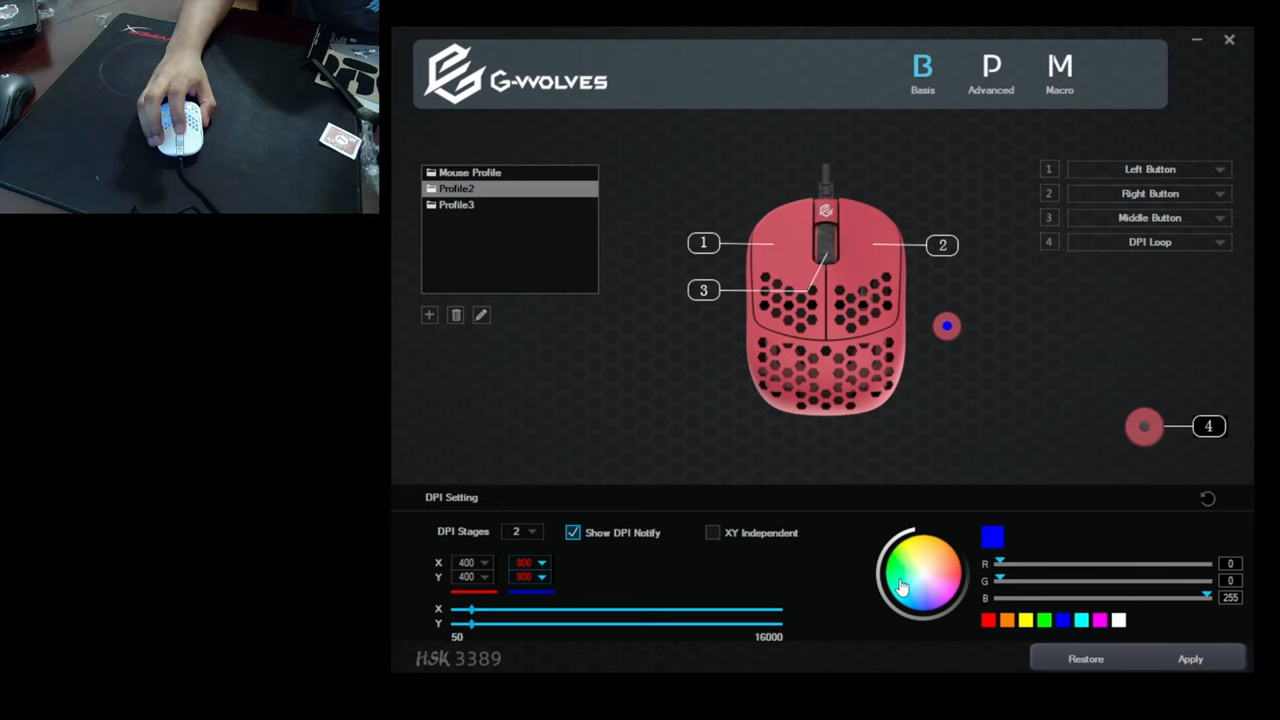 G-WOLVES
B
P
M
Basis
Advanced
Macro
Mouse Profile
Profile2
Profile3
1
2
3
4
1 Left Button
2 Right Button
3 Middle Button
4 DPI Loop
DPI Setting
DPI Stages 2 Show DPI Notify XY Independent
X 400 800
Y 400 800
X
Y
50 16000
R 0
G 0
B 255
HSK 3389
Restore Apply